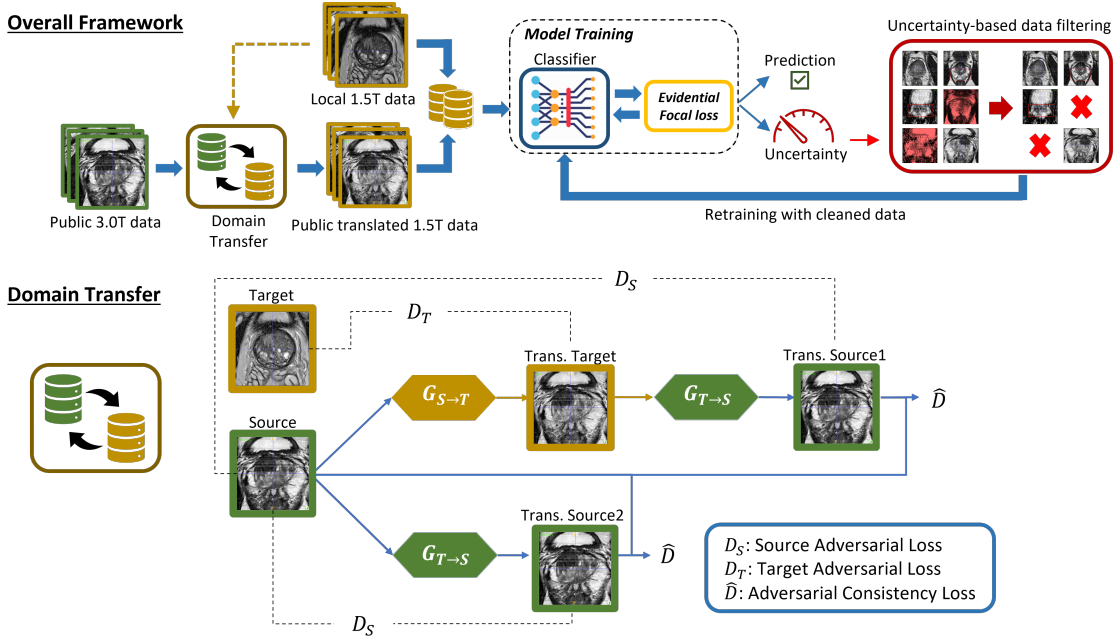 Overall Framework
Local 1.5T data
Public 3.0T data
Domain
Transfer
Public translated 1.5T data
Model Training
Classifier
Evidential
Focal loss
Prediction
Uncertainty
Uncertainty-based data filtering
Retraining with cleaned data
Domain Transfer
D_S
Target
D_T
Trans. Target
Trans. Source1
G_{S→T}
G_{T→S}
D̂
Source
Trans. Source2
G_{T→S}
D̂
D_S
D_S: Source Adversarial Loss
D_T: Target Adversarial Loss
D̂: Adversarial Consistency Loss